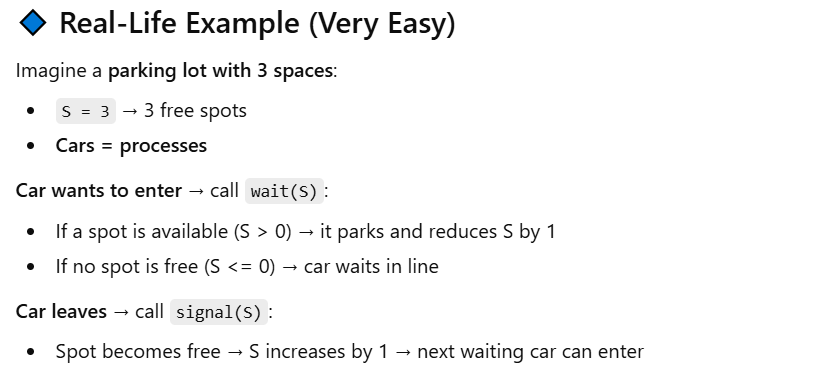 Real-Life Example (Very Easy)
Imagine a parking lot with 3 spaces:
• S = 3 → 3 free spots
• Cars = processes
Car wants to enter → call wait(S):
• If a spot is available (S > 0) → it parks and reduces S by 1
• If no spot is free (S <= 0) → car waits in line
Car leaves → call signal(S):
• Spot becomes free → S increases by 1 → next waiting car can enter